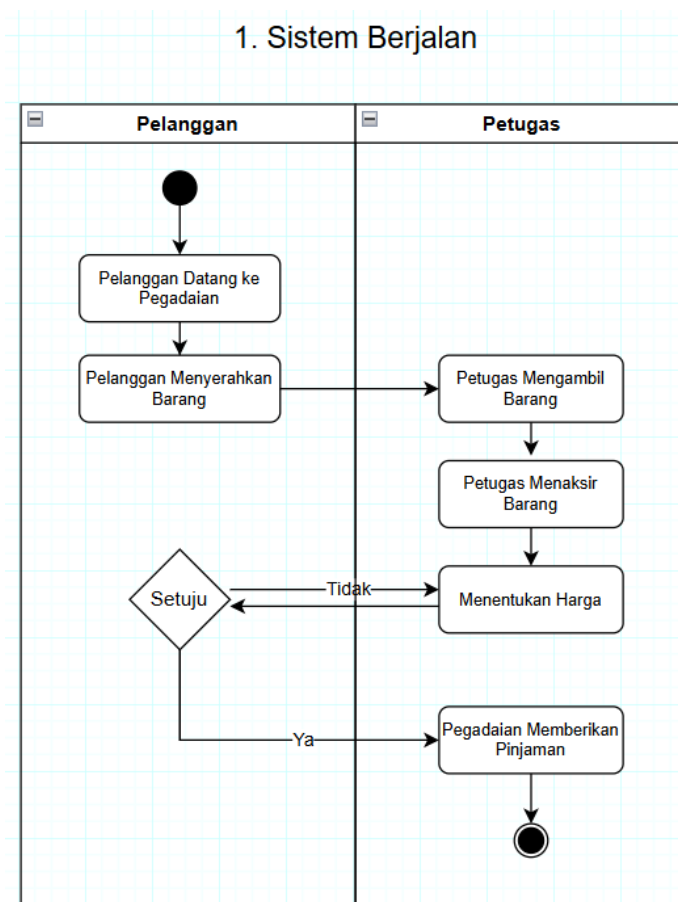 1. Sistem Berjalan
Pelanggan
Petugas
Pelanggan Datang ke
Pegadaian
Pelanggan Menyerahkan
Barang
Petugas Mengambil
Barang
Petugas Menaksir
Barang
Setuju
Tidak
Menentukan Harga
Ya
Pegadaian Memberikan
Pinjaman